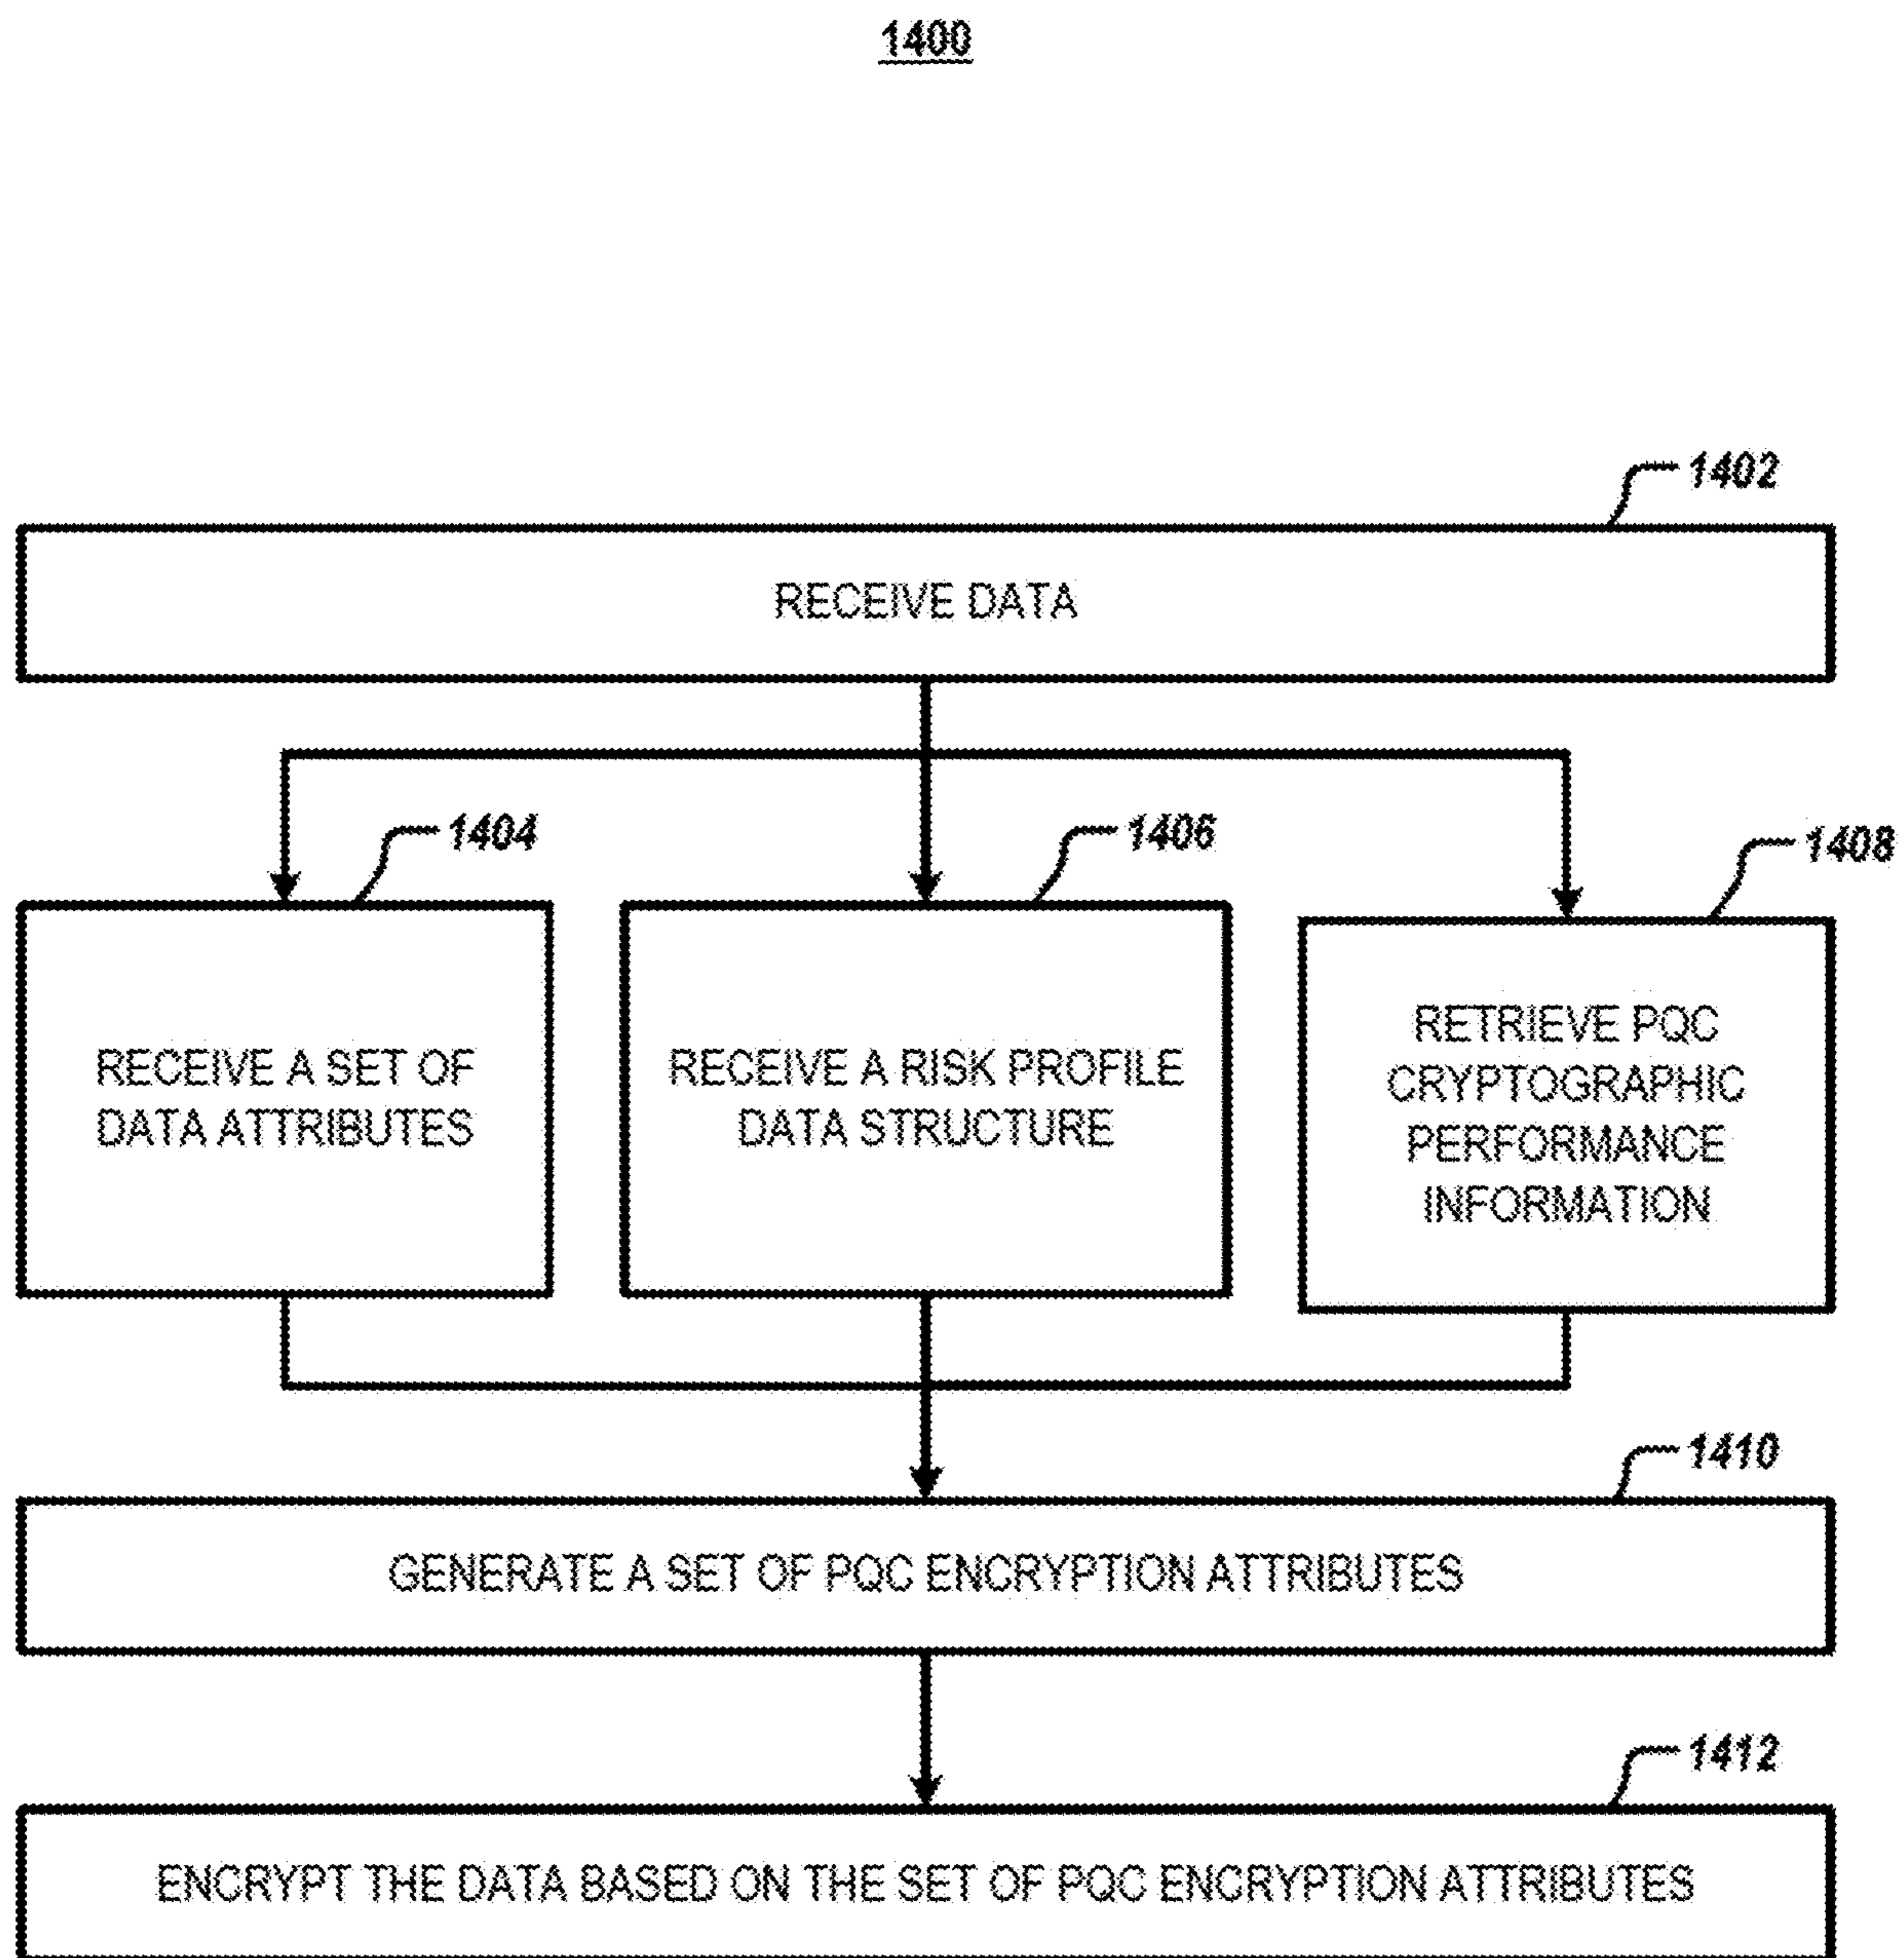 1400
1402
RECEIVE DATA
1404
1406
1408
RECEIVE A SET OF
DATA ATTRIBUTES
RECEIVE A RISK PROFILE
DATA STRUCTURE
RETRIEVE PQC
CRYPTOGRAPHIC
PERFORMANCE
INFORMATION
1410
GENERATE A SET OF PQC ENCRYPTION ATTRIBUTES
1412
ENCRYPT THE DATA BASED ON THE SET OF PQC ENCRYPTION ATTRIBUTES